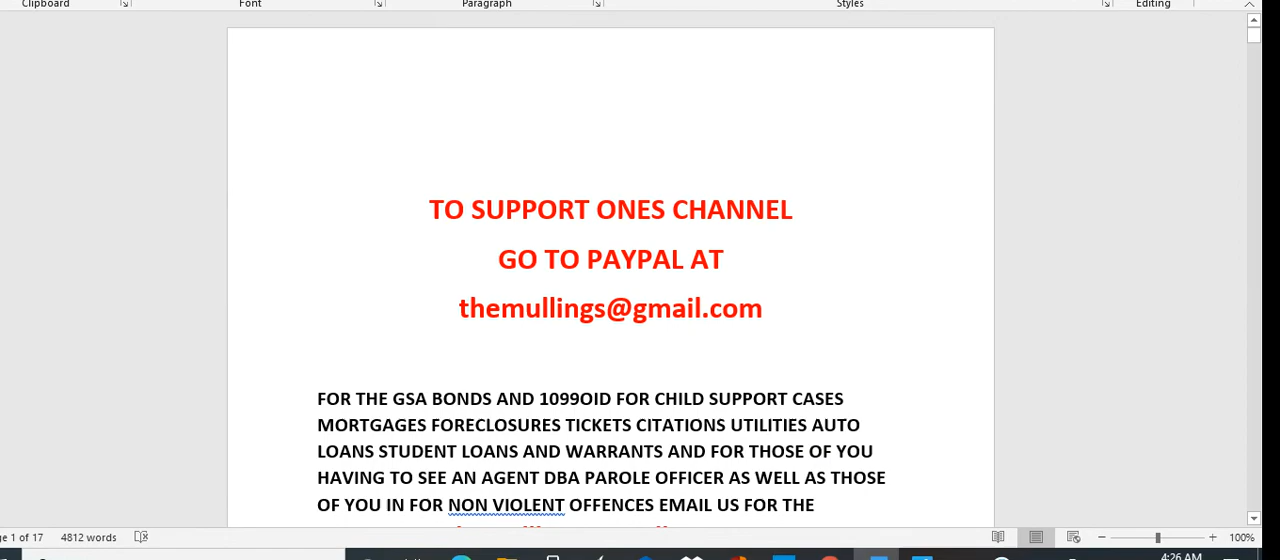 Clipboard Font Paragraph Styles Editing
TO SUPPORT ONES CHANNEL
GO TO PAYPAL AT
themullings@gmail.com
FOR THE GSA BONDS AND 1099OID FOR CHILD SUPPORT CASES
MORTGAGES FORECLOSURES TICKETS CITATIONS UTILITIES AUTO
LOANS STUDENT LOANS AND WARRANTS AND FOR THOSE OF YOU
HAVING TO SEE AN AGENT DBA PAROLE OFFICER AS WELL AS THOSE
OF YOU IN FOR NON VIOLENT OFFENCES EMAIL US FOR THE
ge 1 of 17 4812 words 100%
4:26 AM